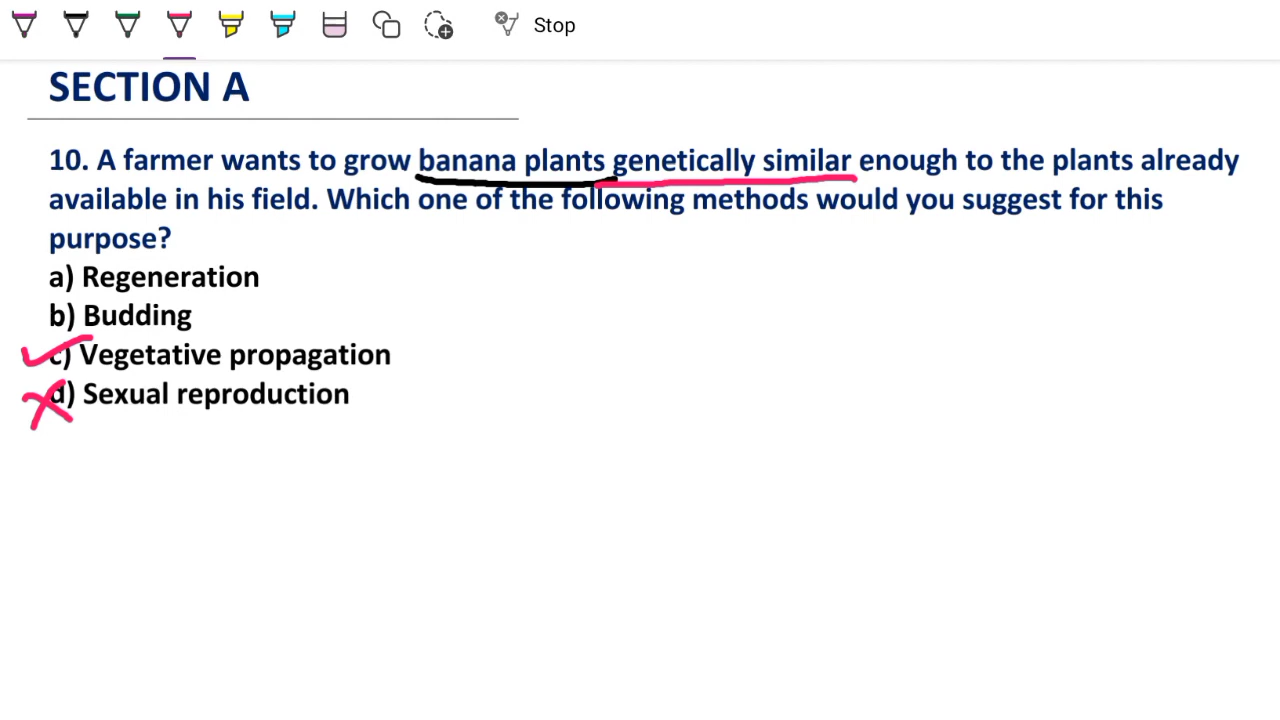 Stop
SECTION A
10. A farmer wants to grow banana plants genetically similar enough to the plants already
available in his field. Which one of the following methods would you suggest for this
purpose?
a) Regeneration
b) Budding
c) Vegetative propagation
d) Sexual reproduction